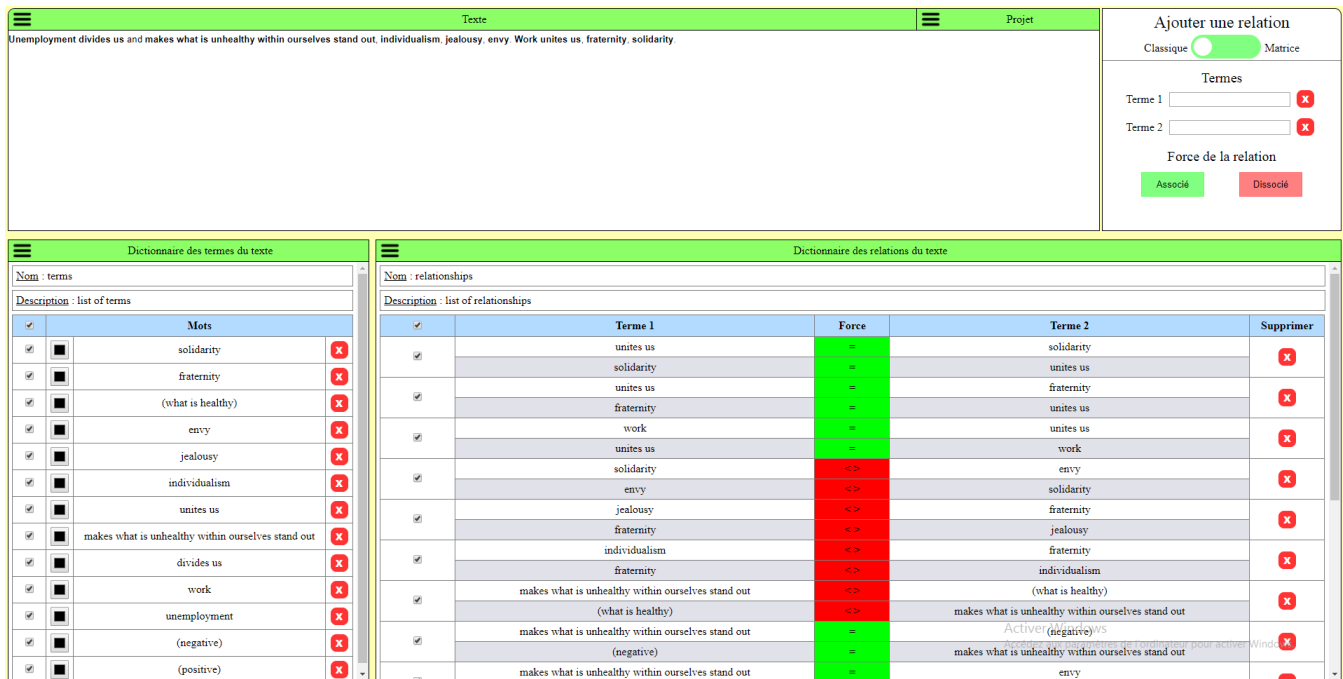 Texte
Projet
Unemployment divides us and makes what is unhealthy within ourselves stand out, individualism, jealousy, envy. Work unites us, fraternity, solidarity.
Ajouter une relation
Classique Matrice
Termes
Terme 1 x
Terme 2 x
Force de la relation
Associé Dissocié
Dictionnaire des termes du texte
Nom : terms
Description : list of terms
Mots
solidarity x
fraternity x
(what is healthy) x
envy x
jealousy x
individualism x
unites us x
makes what is unhealthy within ourselves stand out x
divides us x
work x
unemployment x
(negative) x
(positive) x
Dictionnaire des relations du texte
Nom : relationships
Description : list of relationships
Terme 1 Force Terme 2 Supprimer
unites us = solidarity x
solidarity = unites us
unites us = fraternity x
fraternity = unites us
work = unites us x
unites us = work
solidarity <> envy x
envy <> solidarity
jealousy <> fraternity x
fraternity <> jealousy
individualism <> fraternity x
fraternity <> individualism
makes what is unhealthy within ourselves stand out <> (what is healthy) x
(what is healthy) <> makes what is unhealthy within ourselves stand out
makes what is unhealthy within ourselves stand out = (negative) x
(negative) = makes what is unhealthy within ourselves stand out
makes what is unhealthy within ourselves stand out = envy
Activer Windows
Accédez aux paramètres de l'ordinateur pour activer Windows